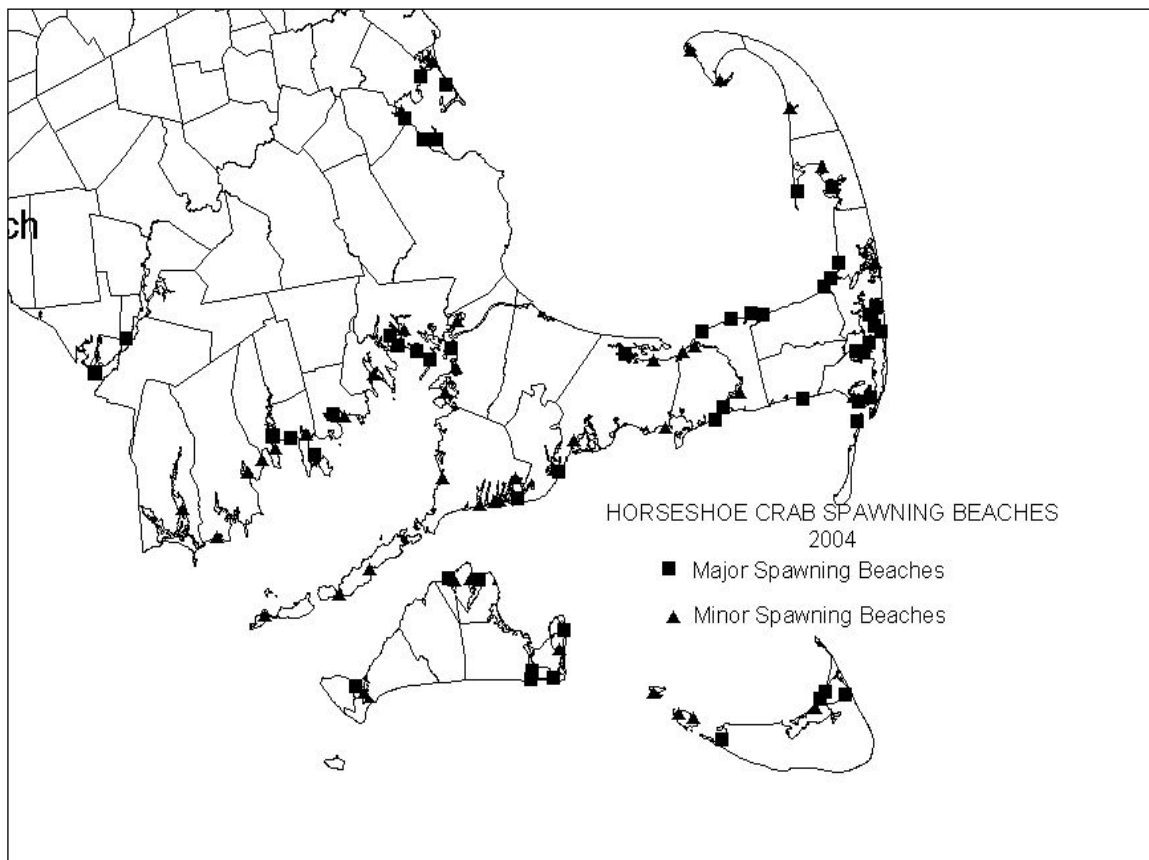 ch
HORSESHOE CRAB SPAWNING BEACHES
2004
Major Spawning Beaches
Minor Spawning Beaches